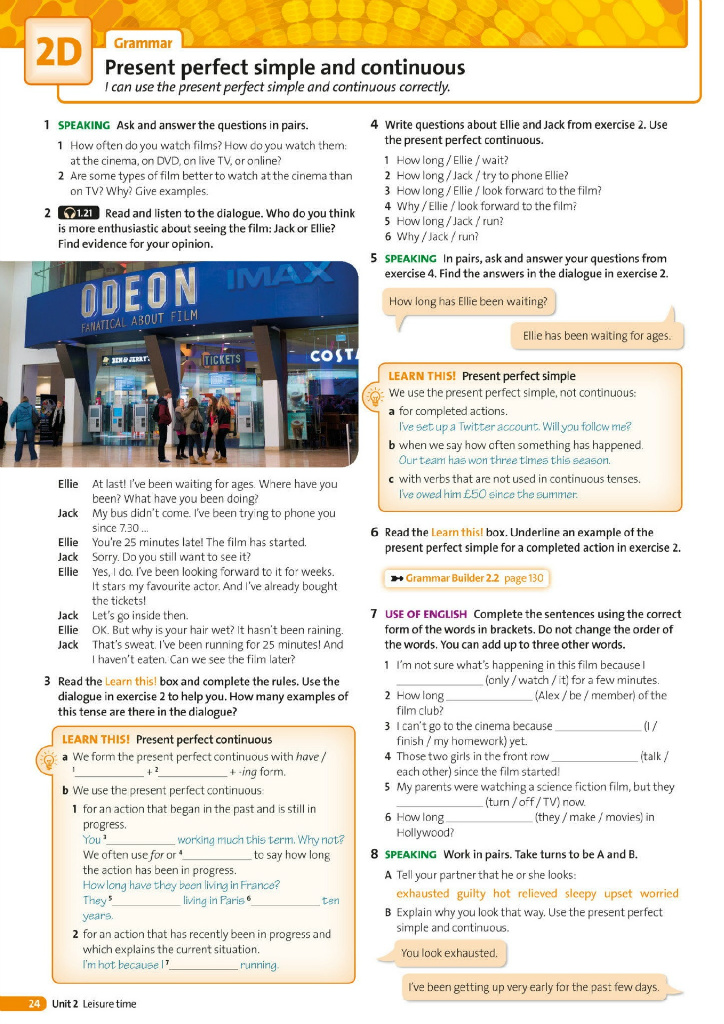 2D
Grammar
Present perfect simple and continuous
I can use the present perfect simple and continuous correctly.
1 SPEAKING Ask and answer the questions in pairs.
1 How often do you watch films? How do you watch them:
at the cinema, on DVD, on live TV, or online?
2 Are some types of film better to watch at the cinema than
on TV? Why? Give examples.
2 1.21 Read and listen to the dialogue. Who do you think
is more enthusiastic about seeing the film: Jack or Ellie?
Find evidence for your opinion.
IMAX
ODEON
FANATICAL ABOUT FILM
BEN & JERRY'S
TICKETS
COSTA
Ellie At last! I've been waiting for ages. Where have you
been? What have you been doing?
Jack My bus didn't come. I've been trying to phone you
since 7.30 ...
Ellie You're 25 minutes late! The film has started.
Jack Sorry. Do you still want to see it?
Ellie Yes, I do. I've been looking forward to it for weeks.
It stars my favourite actor. And I've already bought
the tickets!
Jack Let's go inside then.
Ellie OK. But why is your hair wet? It hasn't been raining.
Jack That's sweat. I've been running for 25 minutes! And
I haven't eaten. Can we see the film later?
3 Read the Learn this! box and complete the rules. Use the
dialogue in exercise 2 to help you. How many examples of
this tense are there in the dialogue?
LEARN THIS! Present perfect continuous
a We form the present perfect continuous with have /
1__________ + 2__________ + -ing form.
b We use the present perfect continuous:
1 for an action that began in the past and is still in
progress.
You 3__________ working much this term. Why not?
We often use for or 4__________ to say how long
the action has been in progress.
How long have they been living in France?
They 5__________ living in Paris 6__________ ten
years.
2 for an action that has recently been in progress and
which explains the current situation.
I'm hot because I 7__________ running.
4 Write questions about Ellie and Jack from exercise 2. Use
the present perfect continuous.
1 How long / Ellie / wait?
2 How long / Jack / try to phone Ellie?
3 How long / Ellie / look forward to the film?
4 Why / Ellie / look forward to the film?
5 How long / Jack / run?
6 Why / Jack / run?
5 SPEAKING In pairs, ask and answer your questions from
exercise 4. Find the answers in the dialogue in exercise 2.
How long has Ellie been waiting?
Ellie has been waiting for ages.
LEARN THIS! Present perfect simple
We use the present perfect simple, not continuous:
a for completed actions.
I've set up a Twitter account. Will you follow me?
b when we say how often something has happened.
Our team has won three times this season.
c with verbs that are not used in continuous tenses.
I've owed him £50 since the summer.
6 Read the Learn this! box. Underline an example of the
present perfect simple for a completed action in exercise 2.
Grammar Builder 2.2 page 130
7 USE OF ENGLISH Complete the sentences using the correct
form of the words in brackets. Do not change the order of
the words. You can add up to three other words.
1 I'm not sure what's happening in this film because I
__________ (only / watch / it) for a few minutes.
2 How long __________ (Alex / be / member) of the
film club?
3 I can't go to the cinema because __________ (I /
finish / my homework) yet.
4 Those two girls in the front row __________ (talk /
each other) since the film started!
5 My parents were watching a science fiction film, but they
__________ (turn / off / TV) now.
6 How long __________ (they / make / movies) in
Hollywood?
8 SPEAKING Work in pairs. Take turns to be A and B.
A Tell your partner that he or she looks:
exhausted guilty hot relieved sleepy upset worried
B Explain why you look that way. Use the present perfect
simple and continuous.
You look exhausted.
I've been getting up very early for the past few days.
24 Unit 2 Leisure time